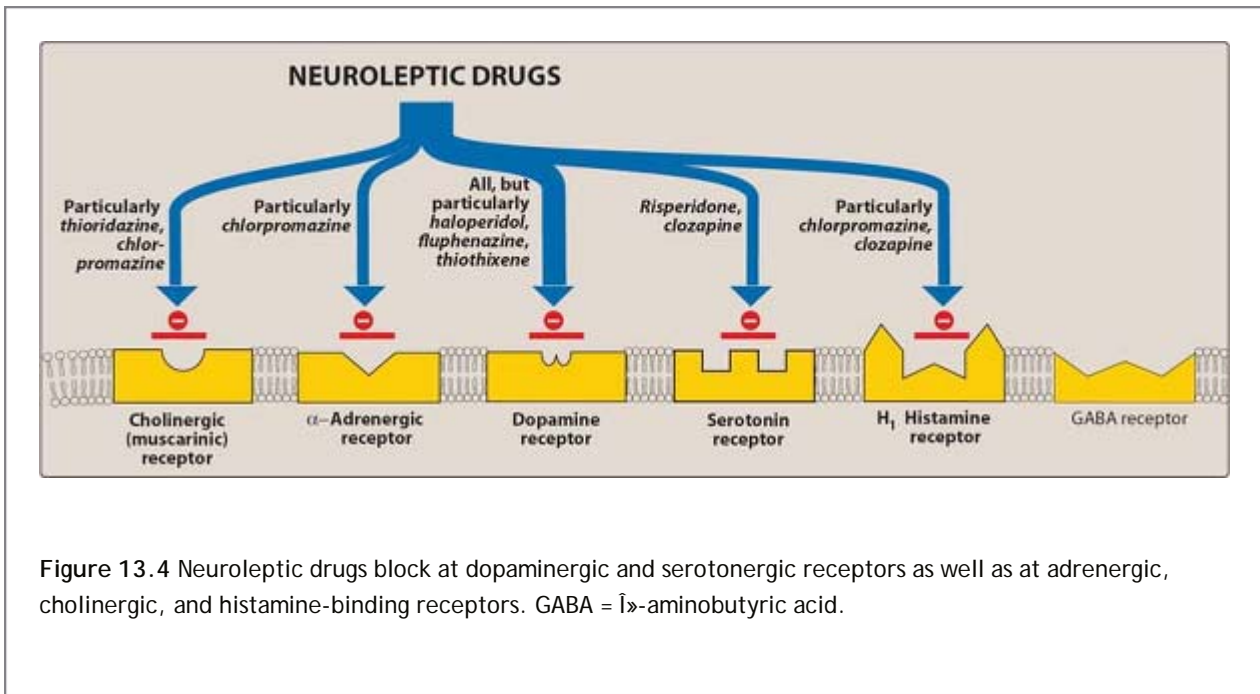 NEUROLEPTIC DRUGS
Particularly
thioridazine,
chlor-
promazine
Particularly
chlorpromazine
All, but
particularly
haloperidol,
fluphenazine,
thiothixene
Risperidone,
clozapine
Particularly
chlorpromazine,
clozapine
Cholinergic
(muscarinic)
receptor
α–Adrenergic
receptor
Dopamine
receptor
Serotonin
receptor
H₁ Histamine
receptor
GABA receptor
Figure 13.4 Neuroleptic drugs block at dopaminergic and serotonergic receptors as well as at adrenergic,
cholinergic, and histamine-binding receptors. GABA = Î»-aminobutyric acid.